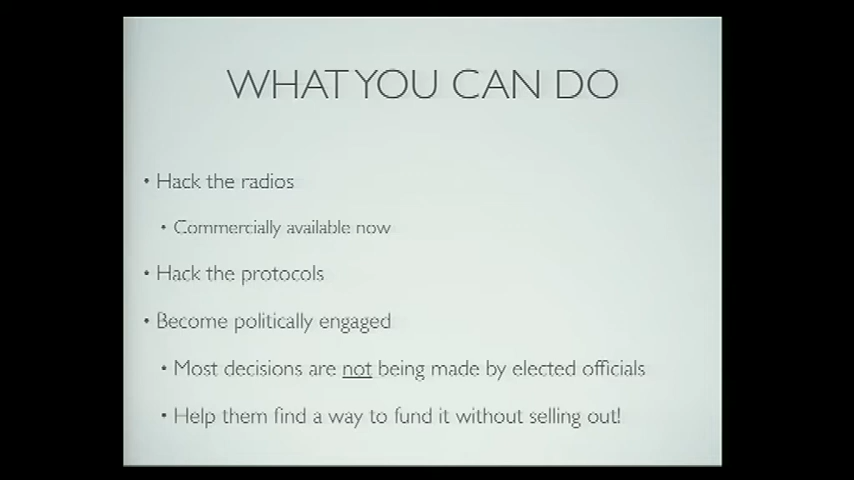 WHAT YOU CAN DO
• Hack the radios
• Commercially available now
• Hack the protocols
• Become politically engaged
• Most decisions are not being made by elected officials
• Help them find a way to fund it without selling out!